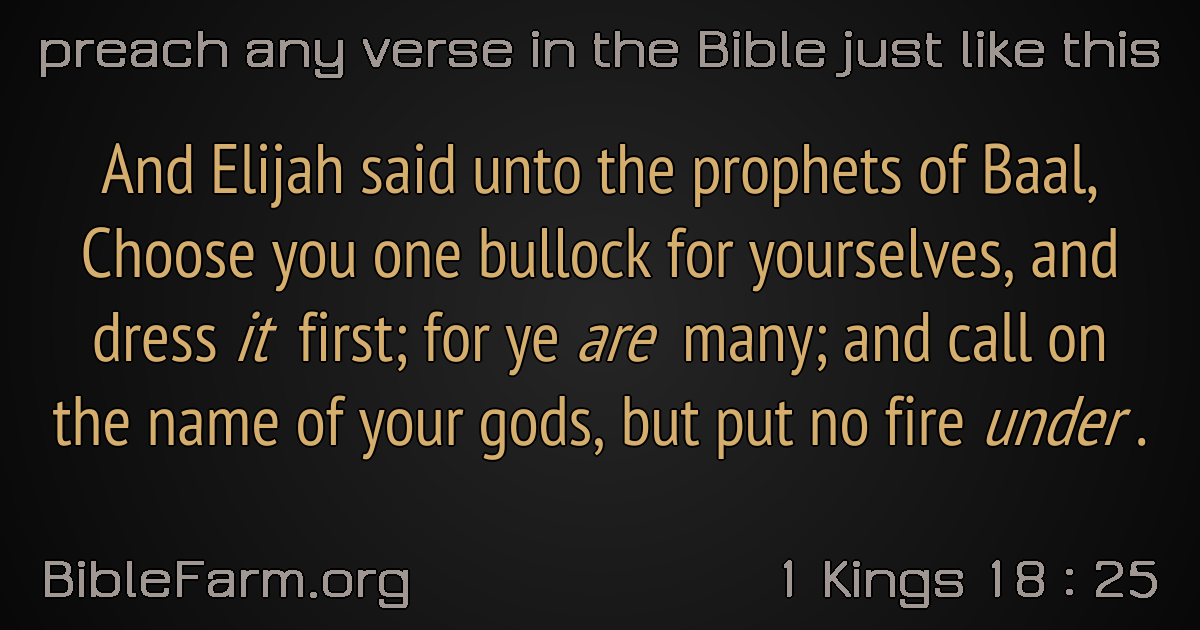 preach any verse in the Bible just like this
And Elijah said unto the prophets of Baal,
Choose you one bullock for yourselves, and
dress it first; for ye are many; and call on
the name of your gods, but put no fire under .
BibleFarm.org
1 Kings 18 : 25